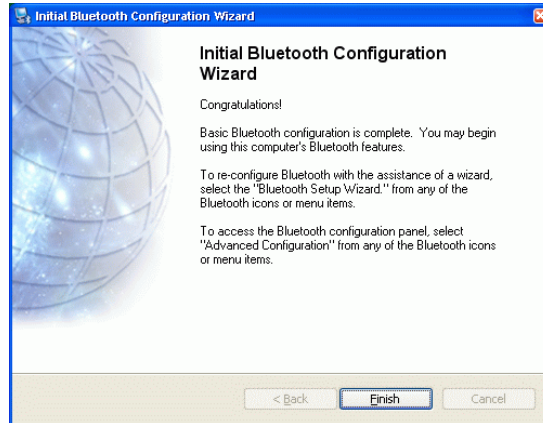 Initial Bluetooth Configuration Wizard
Initial Bluetooth Configuration
Wizard
Congratulations!
Basic Bluetooth configuration is complete. You may begin
using this computer's Bluetooth features.
To re-configure Bluetooth with the assistance of a wizard,
select the "Bluetooth Setup Wizard." from any of the
Bluetooth icons or menu items.
To access the Bluetooth configuration panel, select
"Advanced Configuration" from any of the Bluetooth icons
or menu items.
< Back Finish Cancel